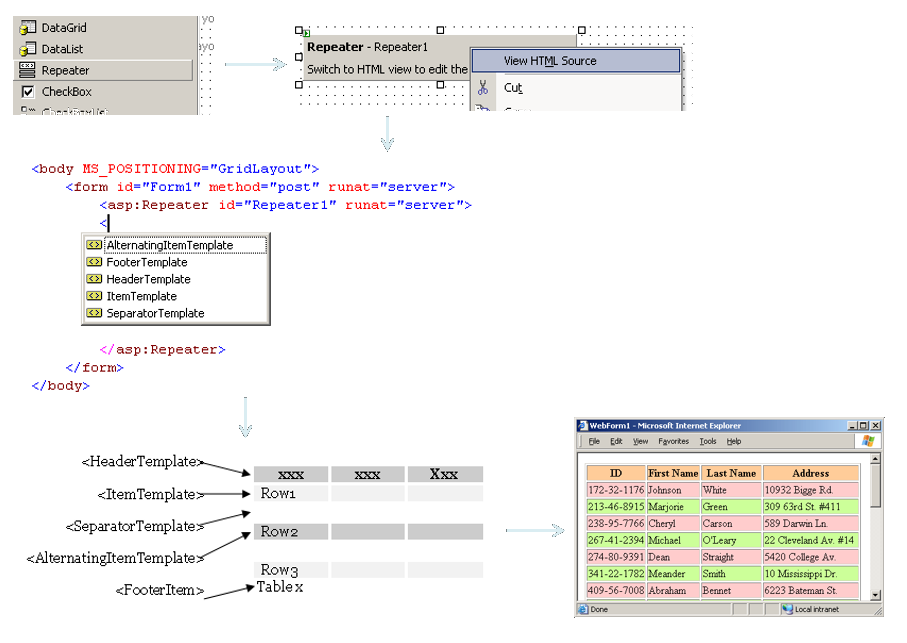 DataGrid
DataList
Repeater
CheckBox
CheckBoxList
yo
ayo
Repeater - Repeater1
Switch to HTML view to edit the
View HTML Source
Cut
<body MS_POSITIONING="GridLayout">
<form id="Form1" method="post" runat="server">
<asp:Repeater id="Repeater1" runat="server">
<
AlternatingItemTemplate
FooterTemplate
HeaderTemplate
ItemTemplate
SeparatorTemplate
</asp:Repeater>
</form>
</body>
<HeaderTemplate>
<ItemTemplate>
<SeparatorTemplate>
<AlternatingItemTemplate>
<FooterItem>
xxx xxx Xxx
Row1
Row2
Row3
Table x
WebForm1 - Microsoft Internet Explorer
File Edit View Favorites Tools Help
ID First Name Last Name Address
172-32-1176 Johnson White 10932 Bigge Rd.
213-46-8915 Marjorie Green 309 63rd St. #411
238-95-7766 Cheryl Carson 589 Darwin Ln.
267-41-2394 Michael O'Leary 22 Cleveland Av. #14
274-80-9391 Dean Straight 5420 College Av.
341-22-1782 Meander Smith 10 Mississippi Dr.
409-56-7008 Abraham Bennet 6223 Bateman St.
Done Local intranet